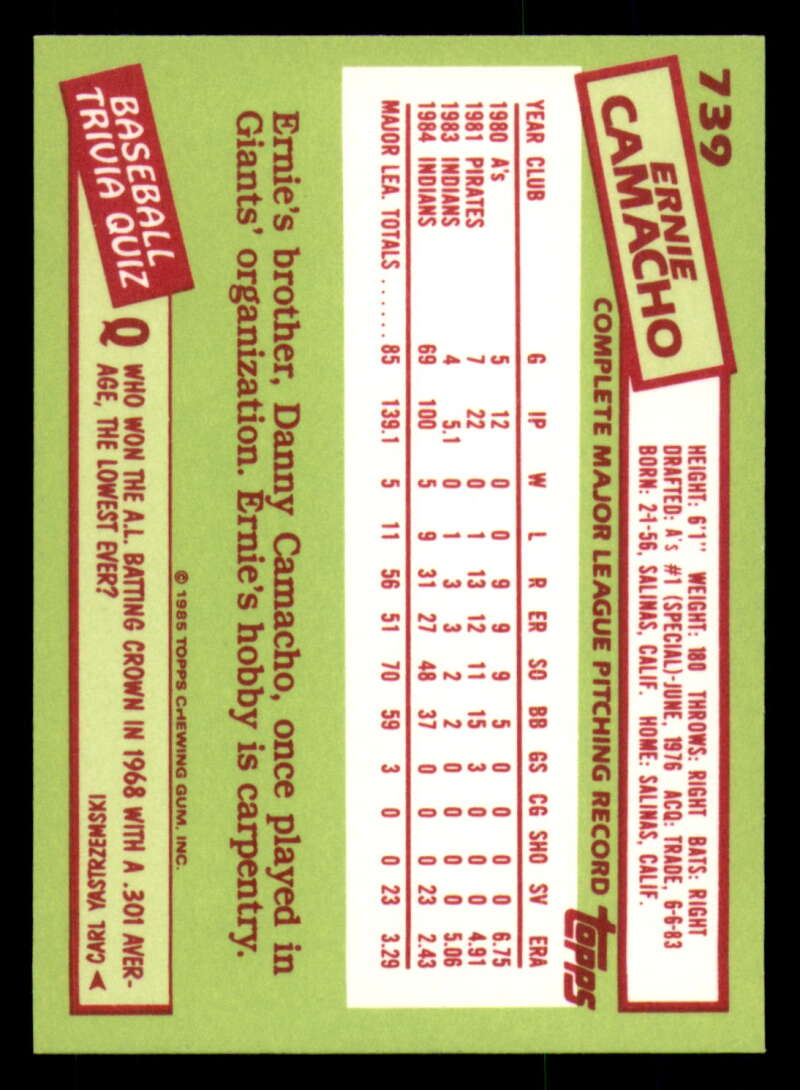 739
ERNIE
CAMACHO
HEIGHT: 6'1" WEIGHT: 180 THROWS: RIGHT BATS: RIGHT
DRAFTED: A's #1 (SPECIAL)-JUNE, 1976 ACQ: TRADE, 6-6-83
BORN: 2-1-56, SALINAS, CALIF. HOME: SALINAS, CALIF.
COMPLETE MAJOR LEAGUE PITCHING RECORD
topps
YEAR CLUB G IP W L R ER SO BB GS CG SHO SV ERA
1980 A's 5 12 0 0 9 9 9 5 0 0 0 0 6.75
1981 PIRATES 7 22 0 1 13 12 11 15 3 0 0 0 4.91
1983 INDIANS 4 5.1 0 1 3 3 2 2 0 0 0 0 5.06
1984 INDIANS 69 100 5 9 31 27 48 37 0 0 0 23 2.43
MAJOR LEA. TOTALS ...... 85 139.1 5 11 56 51 70 59 3 0 0 23 3.29
Ernie's brother, Danny Camacho, once played in
Giants' organization. Ernie's hobby is carpentry.
© 1985 TOPPS CHEWING GUM, INC.
BASEBALL
TRIVIA QUIZ
Q WHO WON THE A.L. BATTING CROWN IN 1968 WITH A .301 AVER-
AGE, THE LOWEST EVER?
CARL YASTRZEMSKI